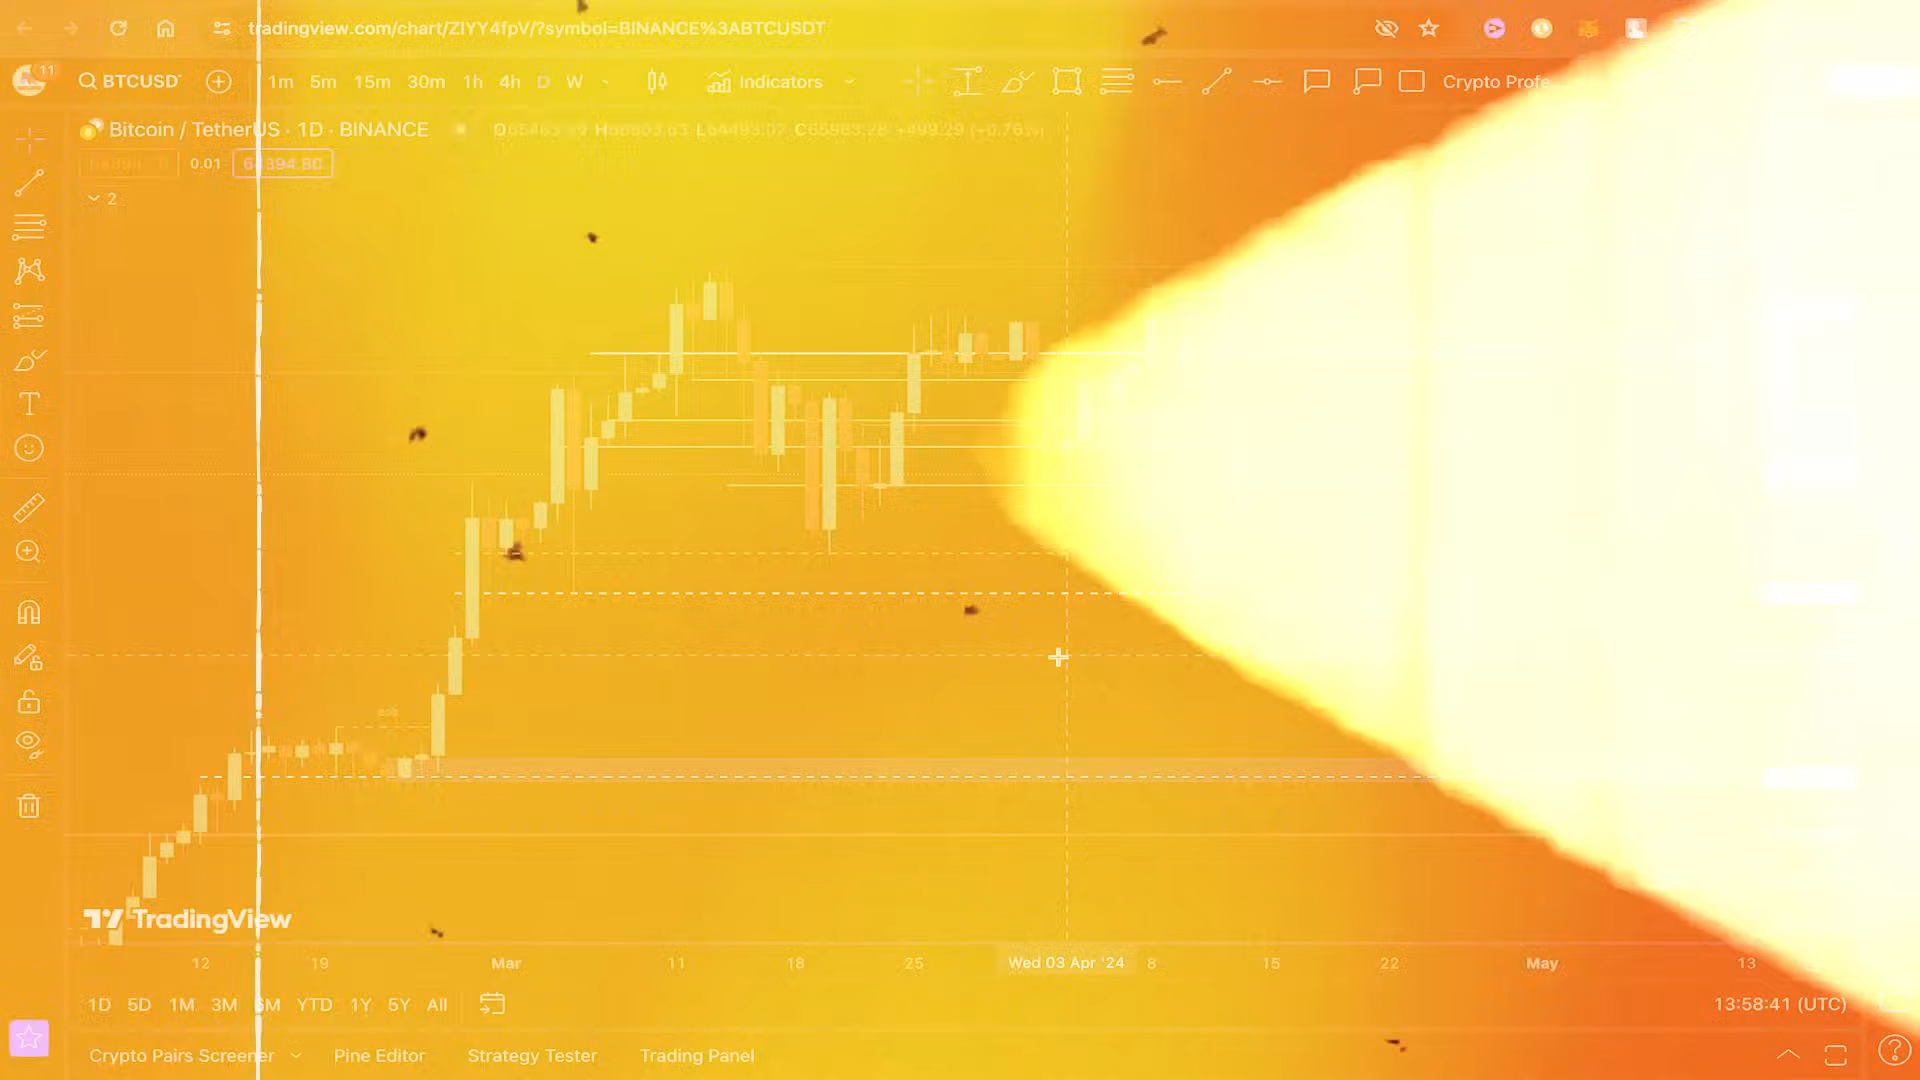 tradingview.com/chart/ZIYY4fpV/?symbol=BINANCE%3ABTCUSDT
11
BTCUSD
1m 5m 15m 30m 1h 4h D W
Indicators
Crypto Profe
Bitcoin / TetherUS · 1D · BINANCE
0.01
2
TradingView
12 19 Mar 11 18 25 Wed 03 Apr '24 8 15 22 May 13
1D 5D 1M 3M 6M YTD 1Y 5Y All
13:58:41 (UTC)
Crypto Pairs Screener Pine Editor Strategy Tester Trading Panel